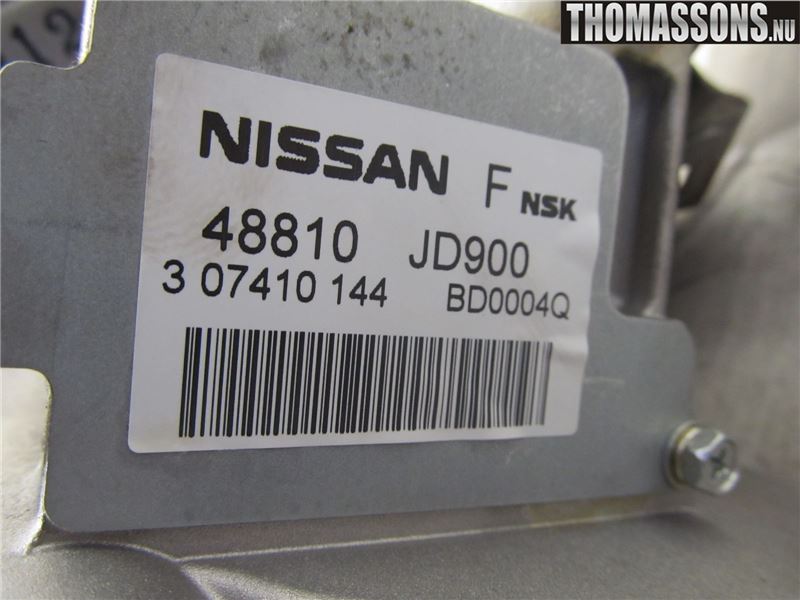 THOMASSONS.NU
NISSAN F NSK
48810 JD900
3 07410 144 BD0004Q